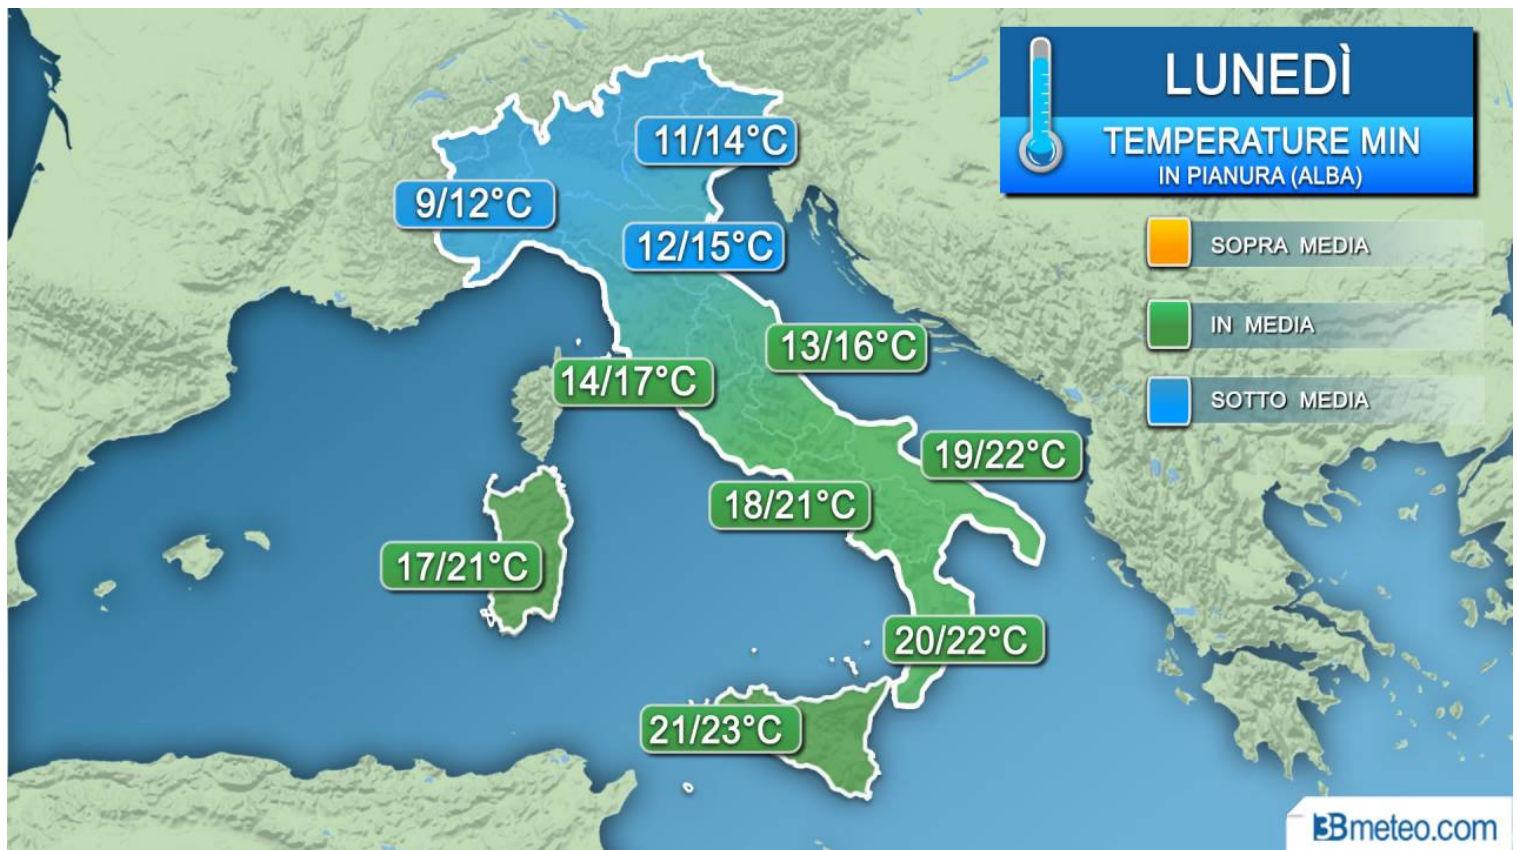 LUNEDÌ
TEMPERATURE MIN
IN PIANURA (ALBA)
11/14°C
9/12°C
12/15°C
SOPRA MEDIA
13/16°C
IN MEDIA
14/17°C
SOTTO MEDIA
19/22°C
18/21°C
17/21°C
20/22°C
21/23°C
3Bmeteo.com